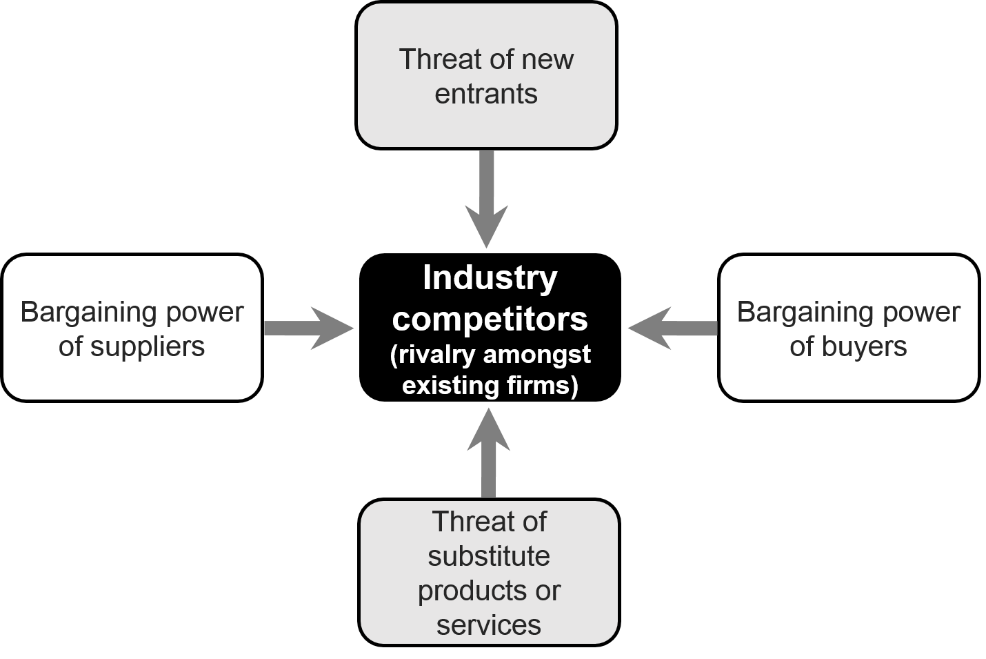 Threat of new
entrants
Bargaining power
of suppliers
Industry
competitors
(rivalry amongst
existing firms)
Bargaining power
of buyers
Threat of
substitute
products or
services